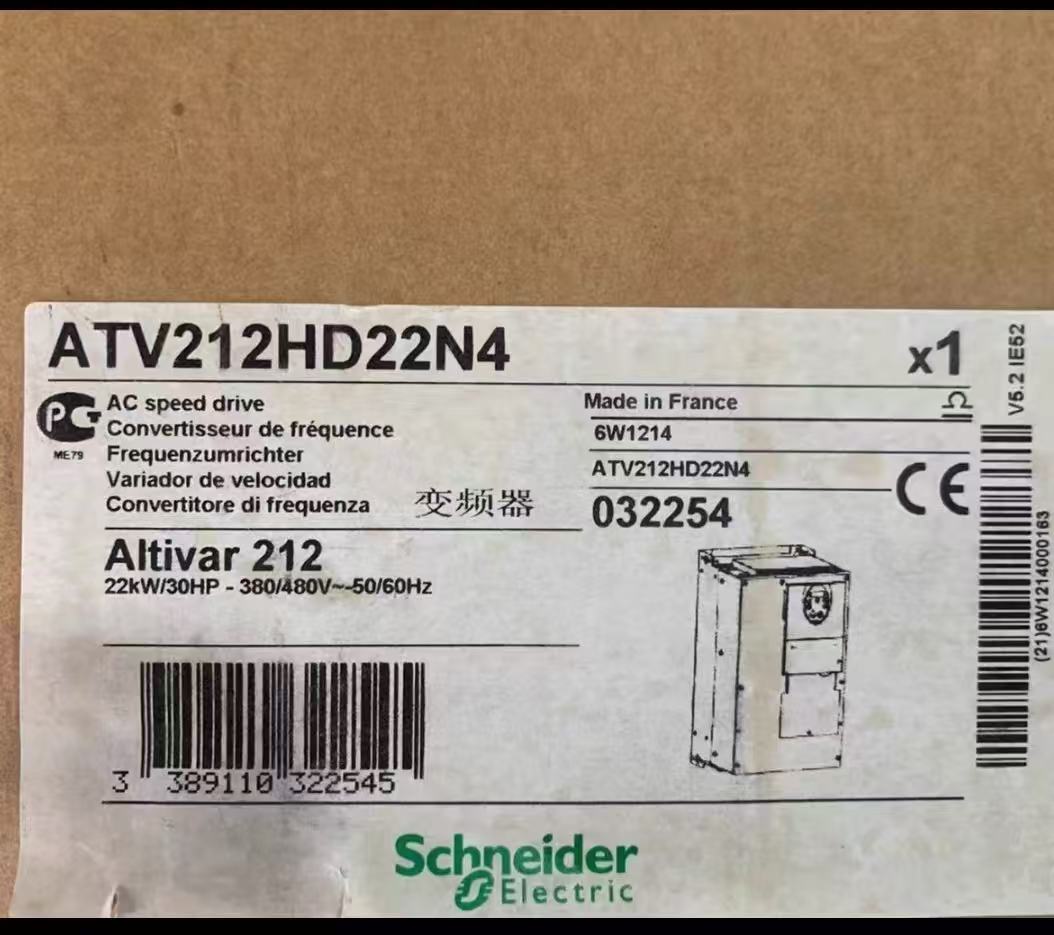 ATV212HD22N4
x1
PCT
ME79
AC speed drive
Convertisseur de fréquence
Frequenzumrichter
Variador de velocidad
Convertitore di frequenza
变频器
Made in France
6W1214
ATV212HD22N4
032254
CE
Altivar 212
22kW/30HP - 380/480V~-50/60Hz
3 389110 322545
V5.2 IE52
(21)6W1214000163
Schneider
Electric